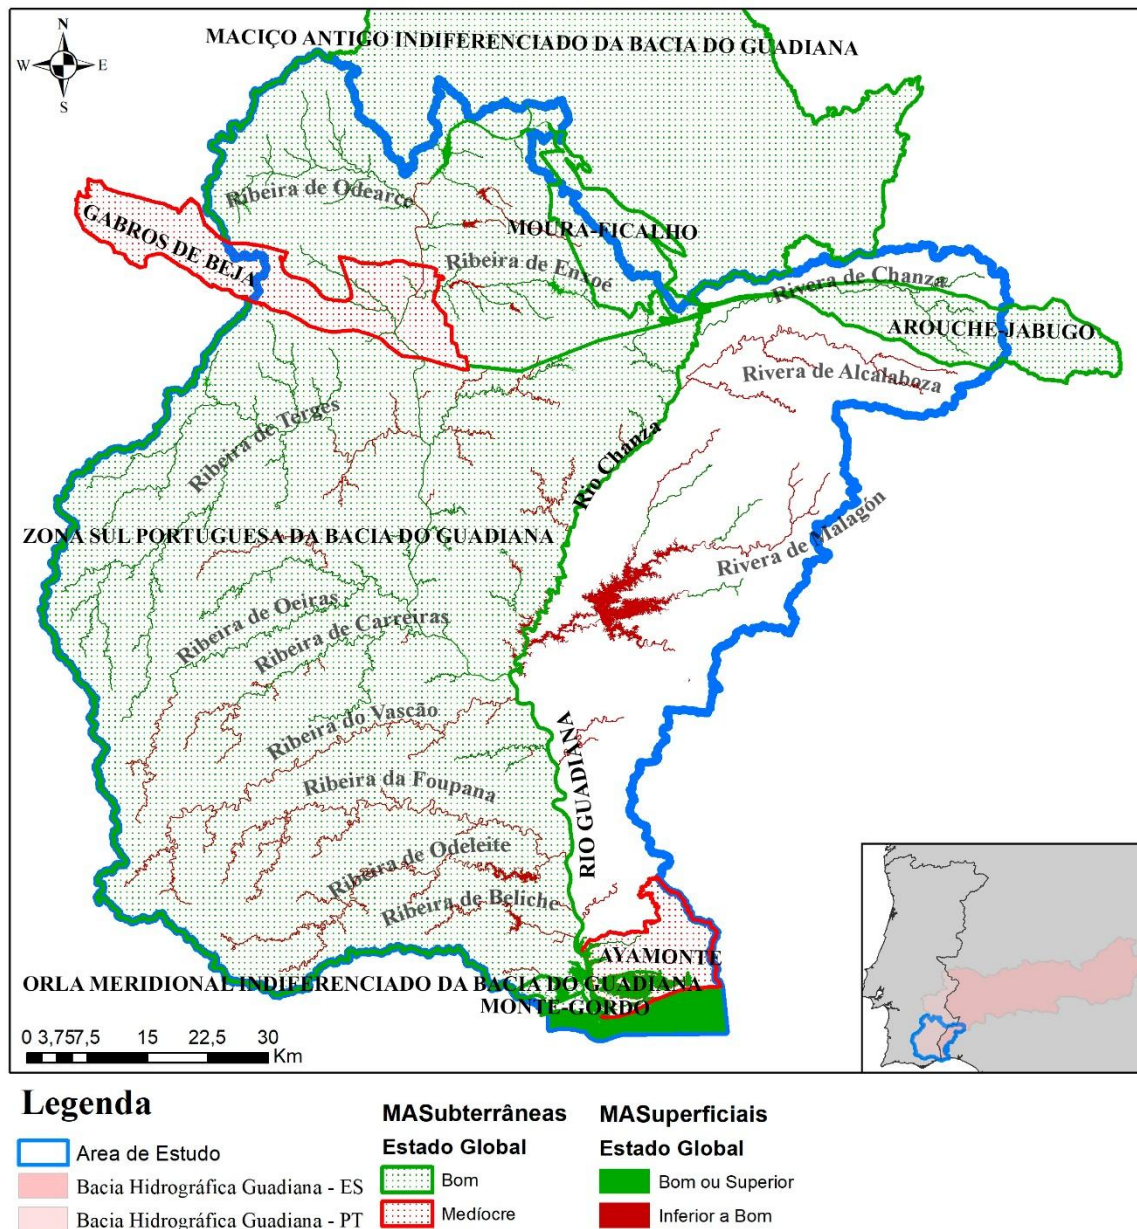 MACIÇO ANTIGO INDIFERENCIADO DA BACIA DO GUADIANA
N
W
E
S
Ribeira de Odearce
GABROS DE BEJA
MOURA-FICALHO
Ribeira de Enxoé
Rivera de Chanza
AROUCHE-JABUGO
Rivera de Alcalaboza
Ribeira de Terges
Rio Chanza
ZONA SUL PORTUGUESA DA BACIA DO GUADIANA
Rivera de Malagón
Ribeira de Oeiras
Ribeira de Carreiras
Ribeira do Vascão
RIO GUADIANA
Ribeira da Foupana
Ribeira de Odeleite
Ribeira de Beliche
AYAMONTE
ORLA MERIDIONAL INDIFERENCIADO DA BACIA DO GUADIANA
MONTE-GORDO
0 3,757,5 15 22,5 30
Km
Legenda
Area de Estudo
Bacia Hidrográfica Guadiana - ES
Bacia Hidrográfica Guadiana - PT
MASubterrâneas
Estado Global
Bom
Medíocre
MASuperficiais
Estado Global
Bom ou Superior
Inferior a Bom